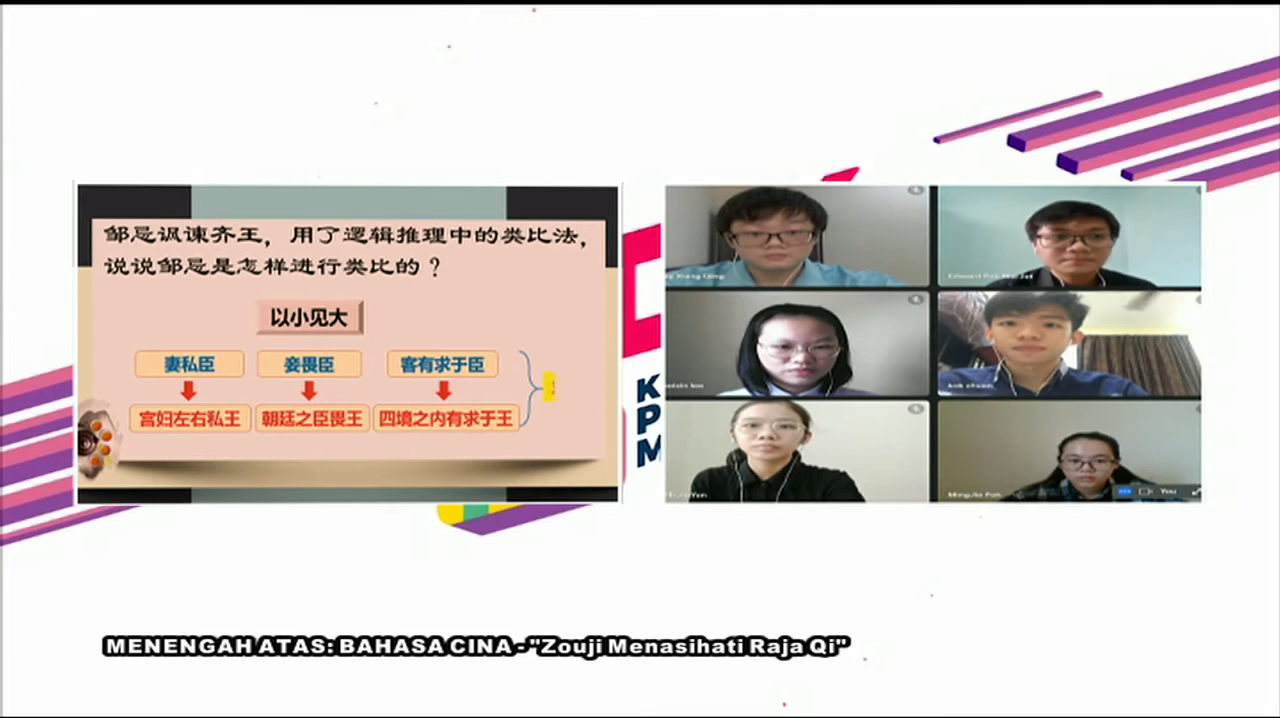 邹忌讽谏齐王，用了逻辑推理中的类比法，
说说邹忌是怎样进行类比的？
以小见大
妻私臣
妾畏臣
客有求于臣
宫妇左右私王
朝廷之臣畏王
四境之内有求于王
K
P
M
You
MENENGAH ATAS: BAHASA CINA - "Zouji Menasihati Raja Qi"